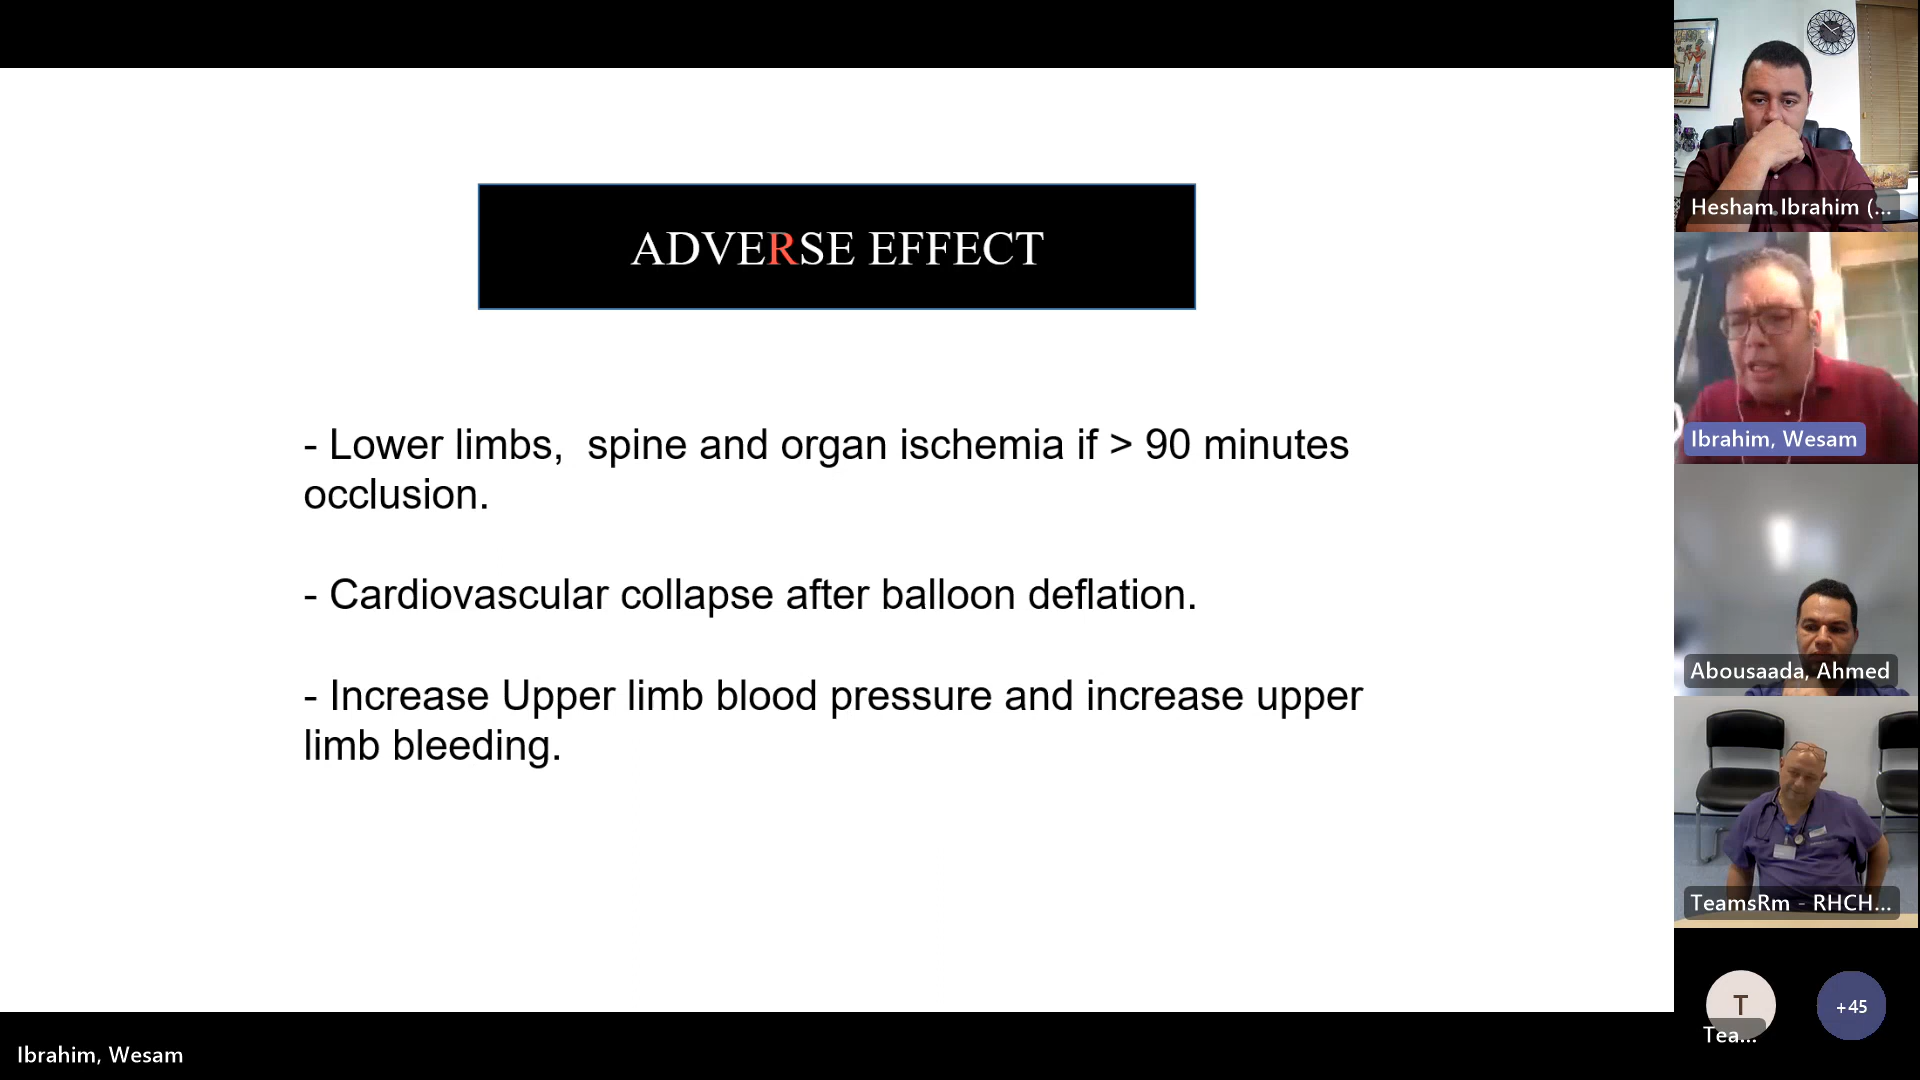 ADVERSE EFFECT
- Lower limbs,  spine and organ ischemia if > 90 minutes
occlusion.
- Cardiovascular collapse after balloon deflation.
- Increase Upper limb blood pressure and increase upper
limb bleeding.
Hesham Ibrahim (...
Ibrahim, Wesam
Abousaada, Ahmed
TeamsRm - RHCH...
T
Tea...
+45
Ibrahim, Wesam